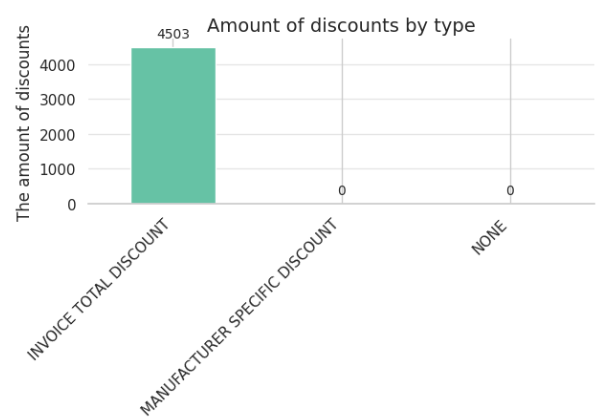 Amount of discounts by type
4503
The amount of discounts
4000
3000
2000
1000
0
0
0
INVOICE TOTAL DISCOUNT
MANUFACTURER SPECIFIC DISCOUNT
NONE